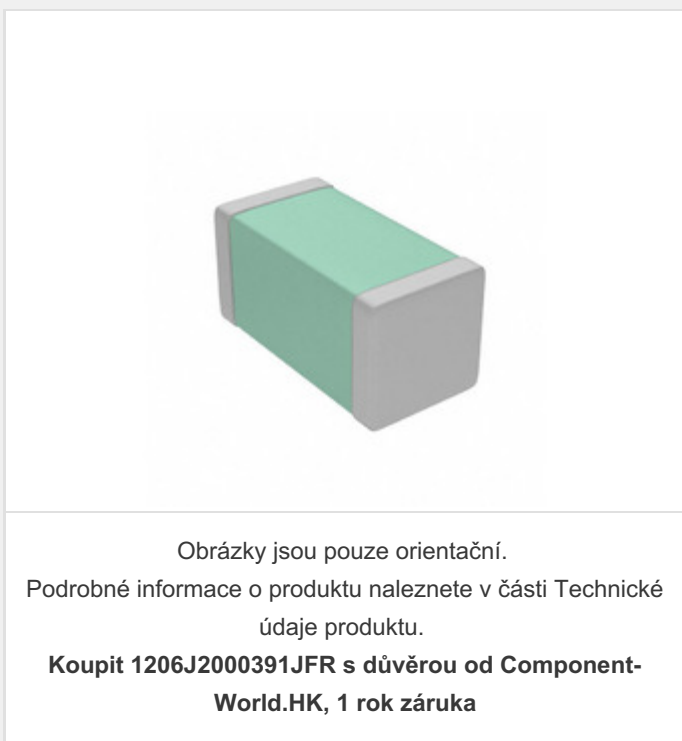 Obrázky jsou pouze orientační.
Podrobné informace o produktu naleznete v části Technické
údaje produktu.
Koupit 1206J2000391JFR s důvěrou od Component-
World.HK, 1 rok záruka